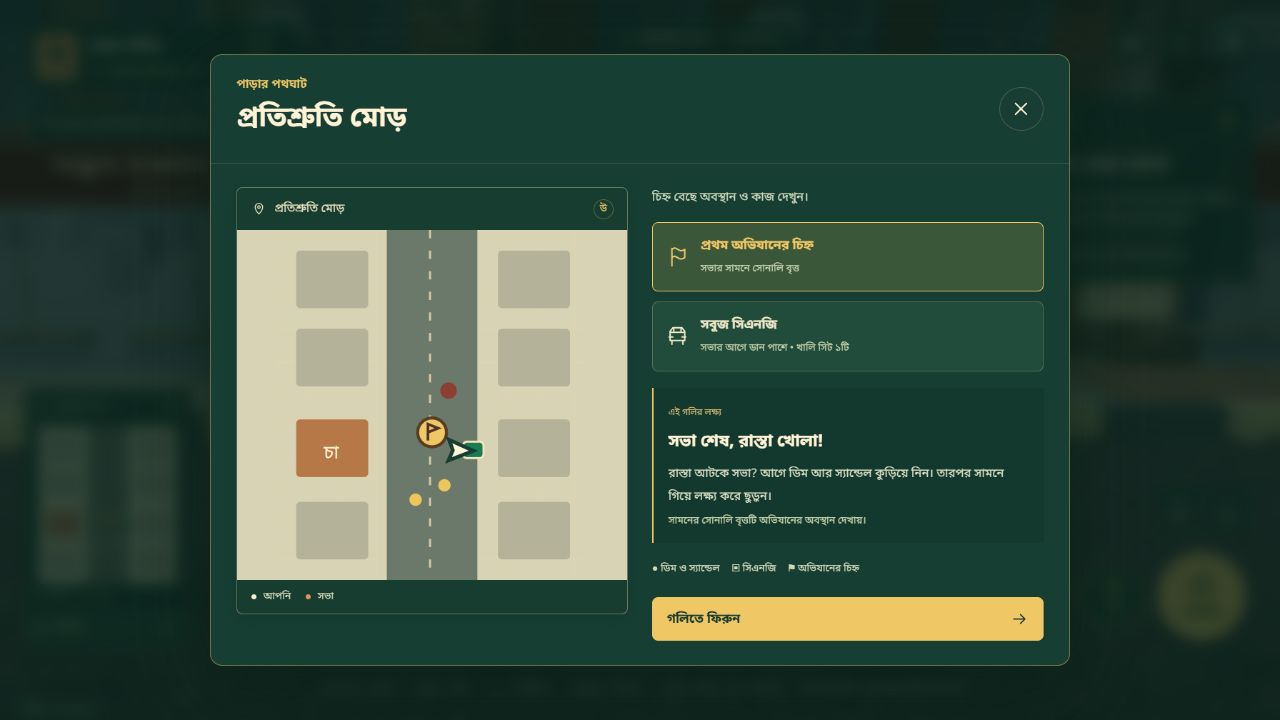 পাড়ার পথঘাট
প্রতিশ্রুতি মোড়
প্রতিশ্রুতি মোড়
উ
চা
আপনি
সভা
চিহ্ন বেছে অবস্থান ও কাজ দেখুন।
প্রথম অভিযানের চিহ্ন
সভার সামনে সোনালি বৃত্ত
সবুজ সিএনজি
সভার আগে ডান পাশে • খালি সিট ১টি
এই গলির লক্ষ্য
সভা শেষ, রাস্তা খোলা!
রাস্তা আটকে সভা? আগে ডিম আর স্যান্ডেল কুড়িয়ে নিন। তারপর সামনে
গিয়ে লক্ষ্য করে ছুড়ুন।
সামনের সোনালি বৃত্তটি অভিযানের অবস্থান দেখায়।
● ডিম ও স্যান্ডেল ▣ সিএনজি ⚑ অভিযানের চিহ্ন
গলিতে ফিরুন